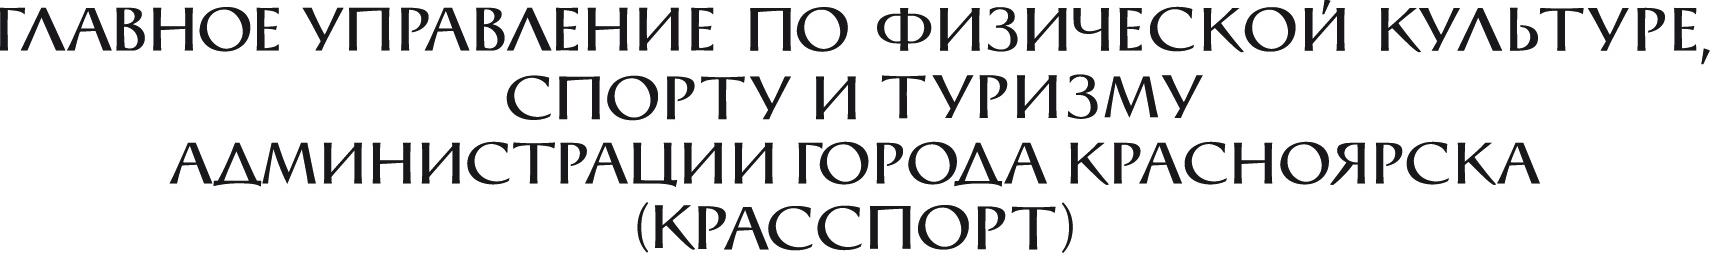 ГЛАВНОЕ УПРАВЛЕНИЕ ПО ФИЗИЧЕСКОЙ КУЛЬТУРЕ,
СПОРТУ И ТУРИЗМУ
АДМИНИСТРАЦИИ ГОРОДА КРАСНОЯРСКА
(КРАССПОРТ)